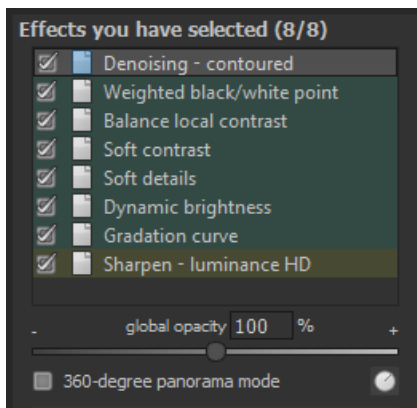 Effects you have selected (8/8)
Denoising - contoured
Weighted black/white point
Balance local contrast
Soft contrast
Soft details
Dynamic brightness
Gradation curve
Sharpen - luminance HD
- global opacity 100 % +
360-degree panorama mode